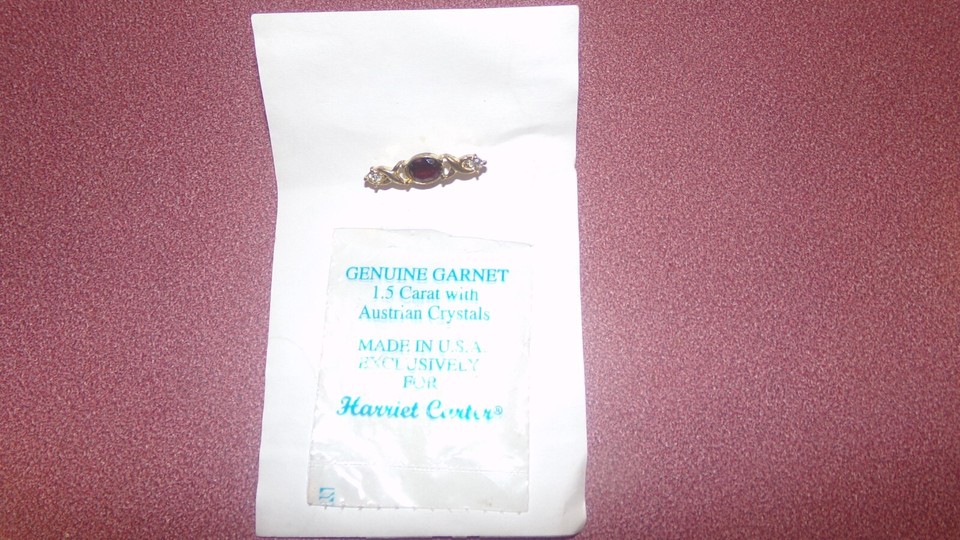 GENUINE GARNET
1.5 Carat with
Austrian Crystals
MADE IN U.S.A.
EXCLUSIVELY
FOR
Harriet Carter®